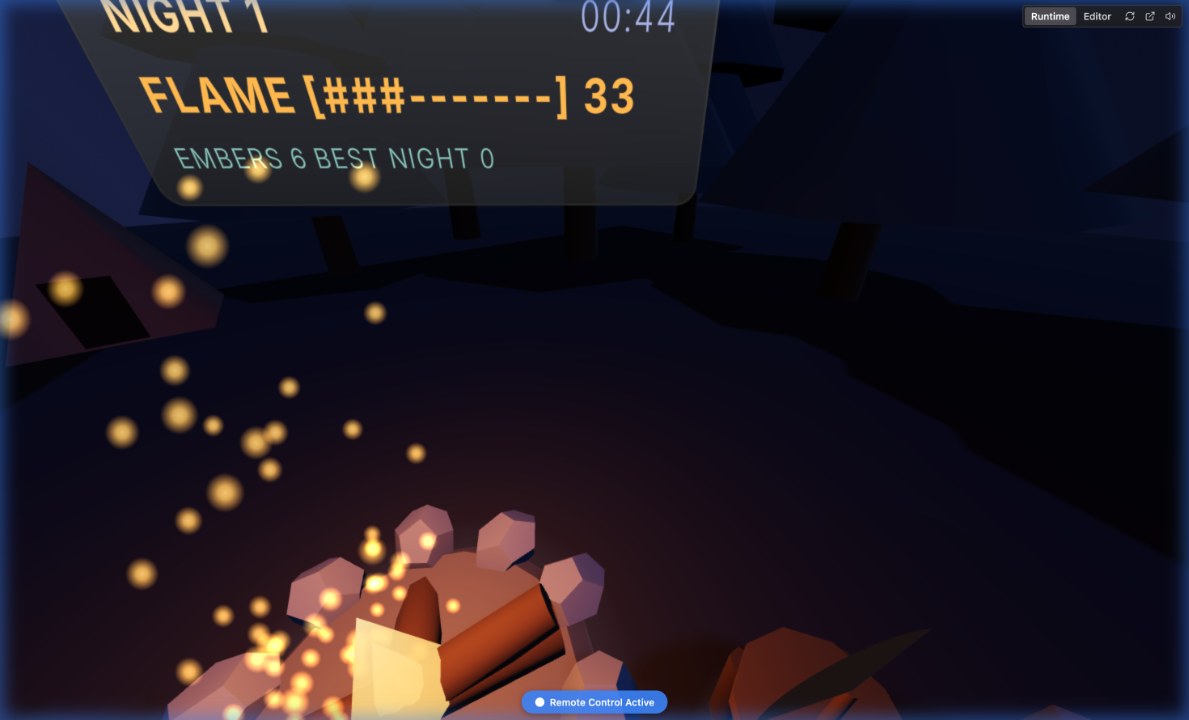 NIGHT 1 00:44
Runtime Editor
FLAME [###-------] 33
EMBERS 6 BEST NIGHT 0
Remote Control Active